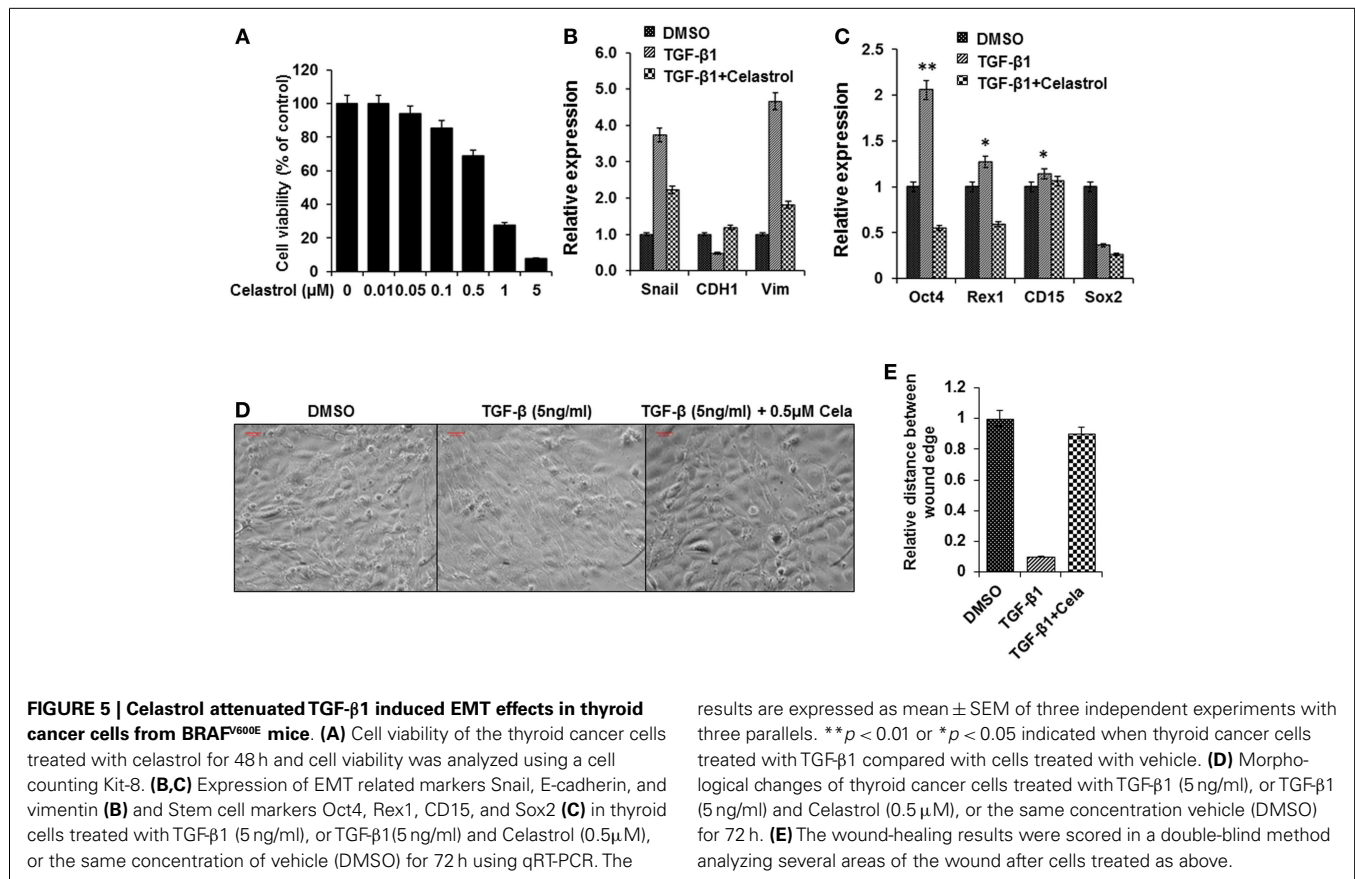 A
120
100
80
60
40
20
0
Cell viability (% of control)
Celastrol (µM) 0 0.01 0.05 0.1 0.5 1 5
B
DMSO
TGF-β1
TGF-β1+Celastrol
6.0
5.0
4.0
3.0
2.0
1.0
0.0
Relative expression
Snail CDH1 Vim
C
DMSO
TGF-β1
TGF-β1+Celastrol
2.5
2
1.5
1
0.5
0
Relative expression
**
*
*
Oct4 Rex1 CD15 Sox2
D
DMSO
TGF-β (5ng/ml)
TGF-β (5ng/ml) + 0.5µM Cela
E
1.2
1
0.8
0.6
0.4
0.2
0
Relative distance between
wound edge
DMSO
TGF-β1
TGF-β1+Cela
FIGURE 5 | Celastrol attenuated TGF-β1 induced EMT effects in thyroid
cancer cells from BRAFV600E mice. (A) Cell viability of the thyroid cancer cells
treated with celastrol for 48 h and cell viability was analyzed using a cell
counting Kit-8. (B,C) Expression of EMT related markers Snail, E-cadherin, and
vimentin (B) and Stem cell markers Oct4, Rex1, CD15, and Sox2 (C) in thyroid
cells treated with TGF-β1 (5 ng/ml), or TGF-β1(5 ng/ml) and Celastrol (0.5µM),
or the same concentration of vehicle (DMSO) for 72 h using qRT-PCR. The
results are expressed as mean ± SEM of three independent experiments with
three parallels. **p < 0.01 or *p < 0.05 indicated when thyroid cancer cells
treated with TGF-β1 compared with cells treated with vehicle. (D) Morpho-
logical changes of thyroid cancer cells treated with TGF-β1 (5 ng/ml), or TGF-β1
(5 ng/ml) and Celastrol (0.5 µM), or the same concentration vehicle (DMSO)
for 72 h. (E) The wound-healing results were scored in a double-blind method
analyzing several areas of the wound after cells treated as above.